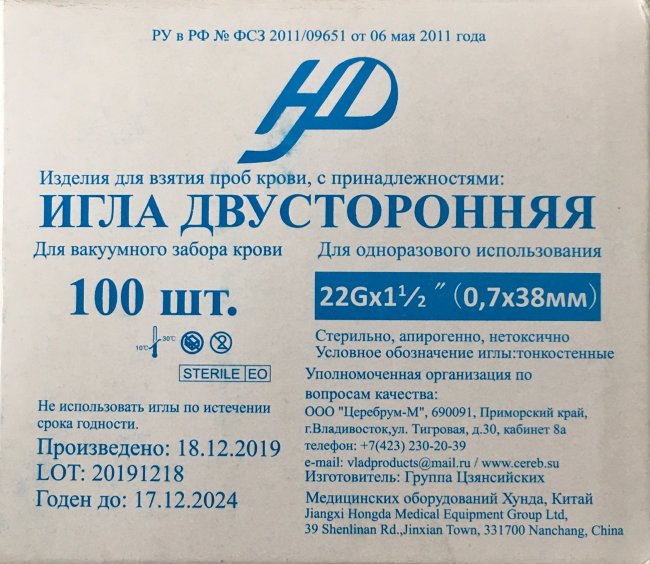 РУ в РФ № ФСЗ 2011/09651 от 06 мая 2011 года
Изделия для взятия проб крови, с принадлежностями:
ИГЛА ДВУСТОРОННЯЯ
Для вакуумного забора крови
Для одноразового использования
100 шт.
22Gx1½ ″ (0,7x38мм)
10℃ 30℃
STERILE EO
Стерильно, апирогенно, нетоксично
Условное обозначение иглы:тонкостенные
Уполномоченная организация по
вопросам качества:
ООО "Церебрум-М", 690091, Приморский край,
г.Владивосток,ул. Тигровая, д.30, кабинет 8а
телефон: +7(423) 230-20-39
e-mail: vladproducts@mail.ru / www.cereb.su
Изготовитель: Группа Цзянсийских
Медицинских оборудований Хунда, Китай
Jiangxi Hongda Medical Equipment Group Ltd,
39 Shenlinan Rd.,Jinxian Town, 331700 Nanchang, China
Не использовать иглы по истечении
срока годности.
Произведено: 18.12.2019
LOT: 20191218
Годен до: 17.12.2024